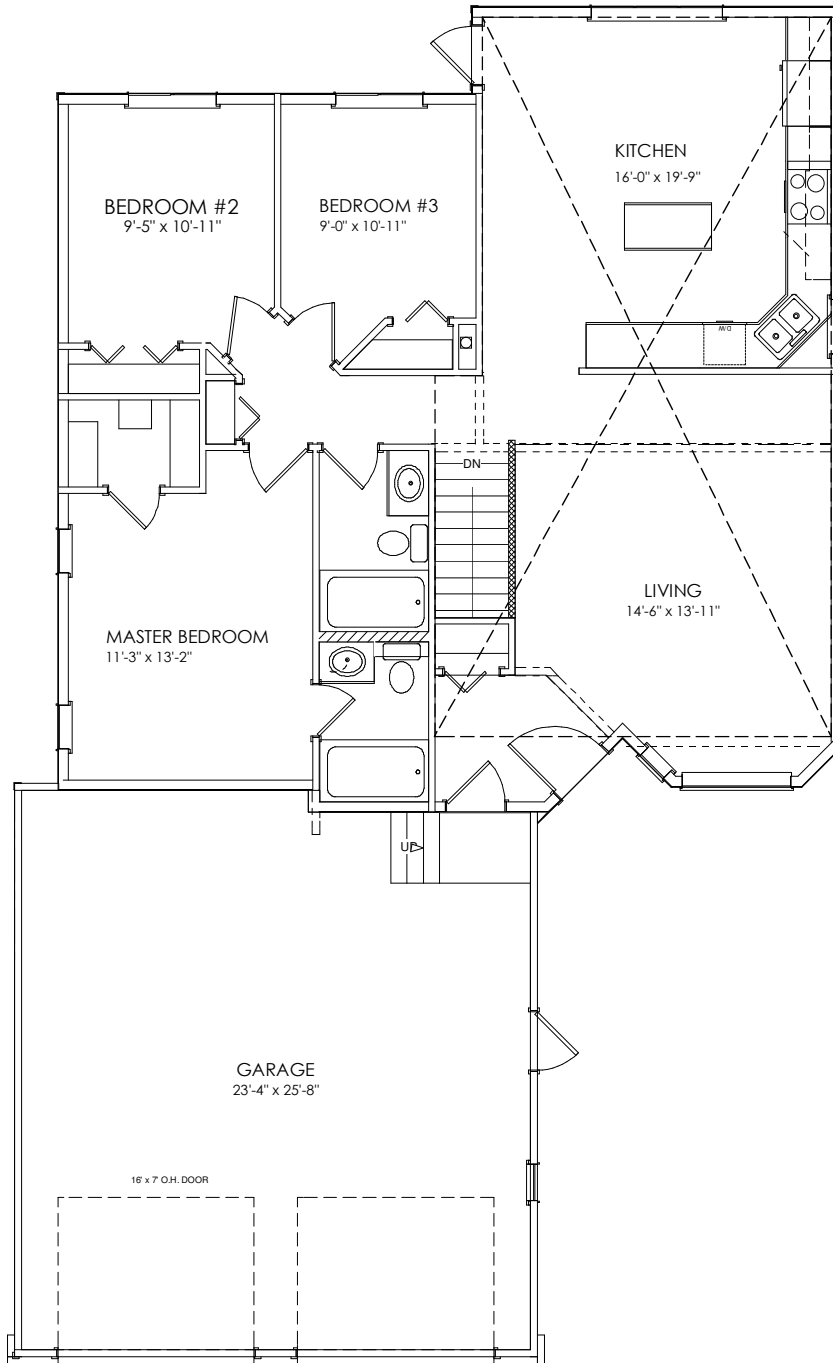 KITCHEN
16'-0" x 19'-9"
BEDROOM #2
9'-5" x 10'-11"
BEDROOM #3
9'-0" x 10'-11"
D/W
DN
LIVING
14'-6" x 13'-11"
MASTER BEDROOM
11'-3" x 13'-2"
UP
GARAGE
23'-4" x 25'-8"
16' x 7' O.H. DOOR